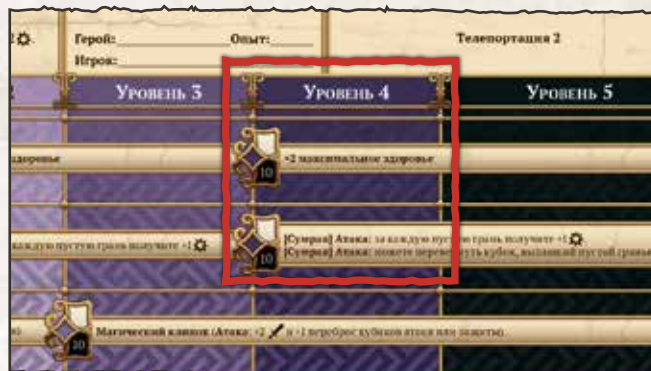 2
Герой: Опыт: Телепортация 2
Игрок:
Уровень 3 Уровень 4 Уровень 5
здоровье +2 максимальное здоровье
10
каждую пустую грань получите +1 [Сумрак] Атака: за каждую пустую грань получите +1
[Сумрак] Атака: можете перевернуть кубик, выпавший пустой гранью
10
Магический клинок (Атака: +2 и +1 переброс кубиков атаки или защиты).
10